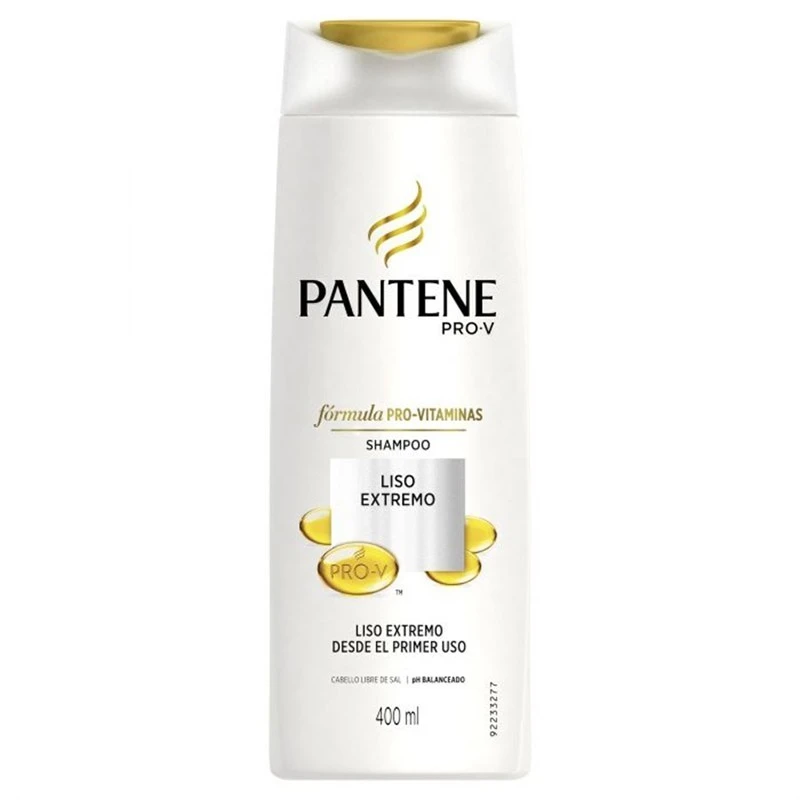 PANTENE
PRO-V
fórmula PRO-VITAMINAS
SHAMPOO
LISO
EXTREMO
PRO-V
TM
LISO EXTREMO
DESDE EL PRIMER USO
CABELLO LIBRE DE SAL | pH BALANCEADO
400 ml
92233277